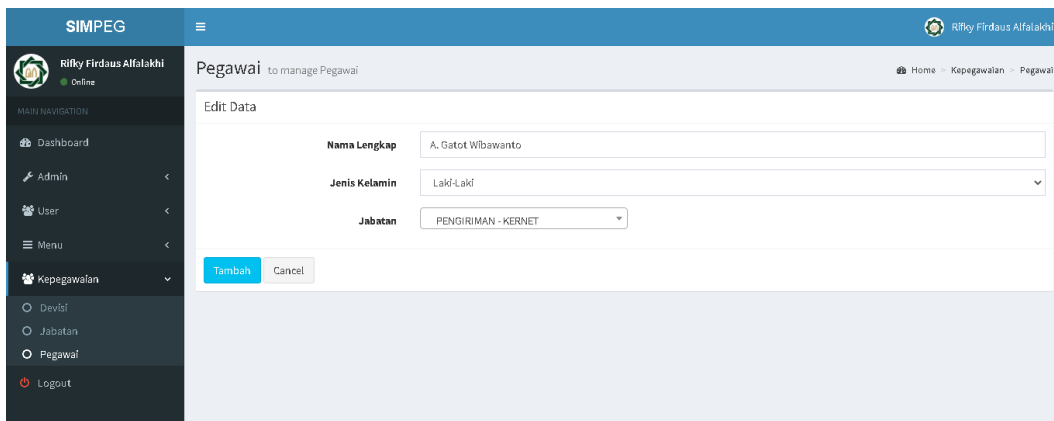 SIMPEG
Rifky Firdaus Alfalakhi
Rifky Firdaus Alfalakhi
Online
Pegawai to manage Pegawai
Home > Kepegawaian > Pegawai
MAIN NAVIGATION
Edit Data
Dashboard
Nama Lengkap A. Gatot Wibawanto
Admin
Jenis Kelamin Laki-Laki
User
Jabatan PENGIRIMAN - KERNET
Menu
Tambah Cancel
Kepegawaian
Devisi
Jabatan
Pegawai
Logout